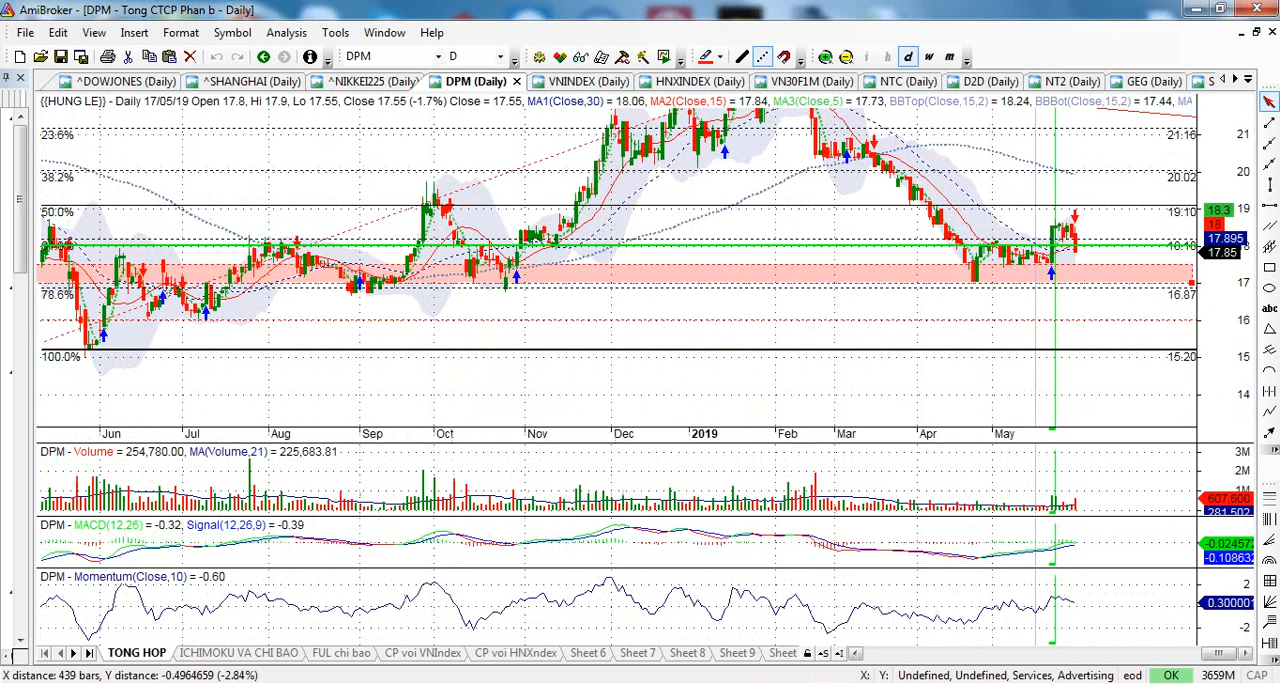 AmiBroker - [DPM - Tong CTCP Phan b - Daily]
File Edit View Insert Format Symbol Analysis Tools Window Help
DPM D d w m
^DOWJONES (Daily) ^SHANGHAI (Daily) ^NIKKEI225 (Daily) DPM (Daily) VNINDEX (Daily) HNXINDEX (Daily) VN30F1M (Daily) NTC (Daily) DZD (Daily) NT2 (Daily) GEG (Daily) S
{{HUNG LE}} - Daily 17/05/19 Open 17.8, Hi 17.9, Lo 17.55, Close 17.55 (-1.7%) Close = 17.55, MA1(Close,30) = 18.06, MA2(Close,15) = 17.84, MA3(Close,5) = 17.73, BBTop(Close,15,2) = 18.24, BBBot(Close,15,2) = 17.44, MA
23.6% 21.16 21
38.2% 20.02 20
50.0% 19.10 19
18.3
18
17.895
17.85
78.6% 16.87 17
16
100.0% 15.20 15
14
Jun Jul Aug Sep Oct Nov Dec 2019 Feb Mar Apr May
DPM - Volume = 254,780.00, MA(Volume,21) = 225,683.81 3M
2M
1M
607,600
281,502
DPM - MACD(12,26) = -0.32, Signal(12,26,9) = -0.39
-0.024572
-0.108632
DPM - Momentum(Close,10) = -0.60 2
0.300001
-2
TONG HOP ICHIMOKU VA CHI BAO FUL chi bao CP voi VNIndex CP voi HNXndex Sheet 6 Sheet 7 Sheet 8 Sheet 9 Sheet
X distance: 439 bars, Y distance: -0.4964659 (-2.84%) X: Y: Undefined, Undefined, Services, Advertising eod OK 3659M CAP